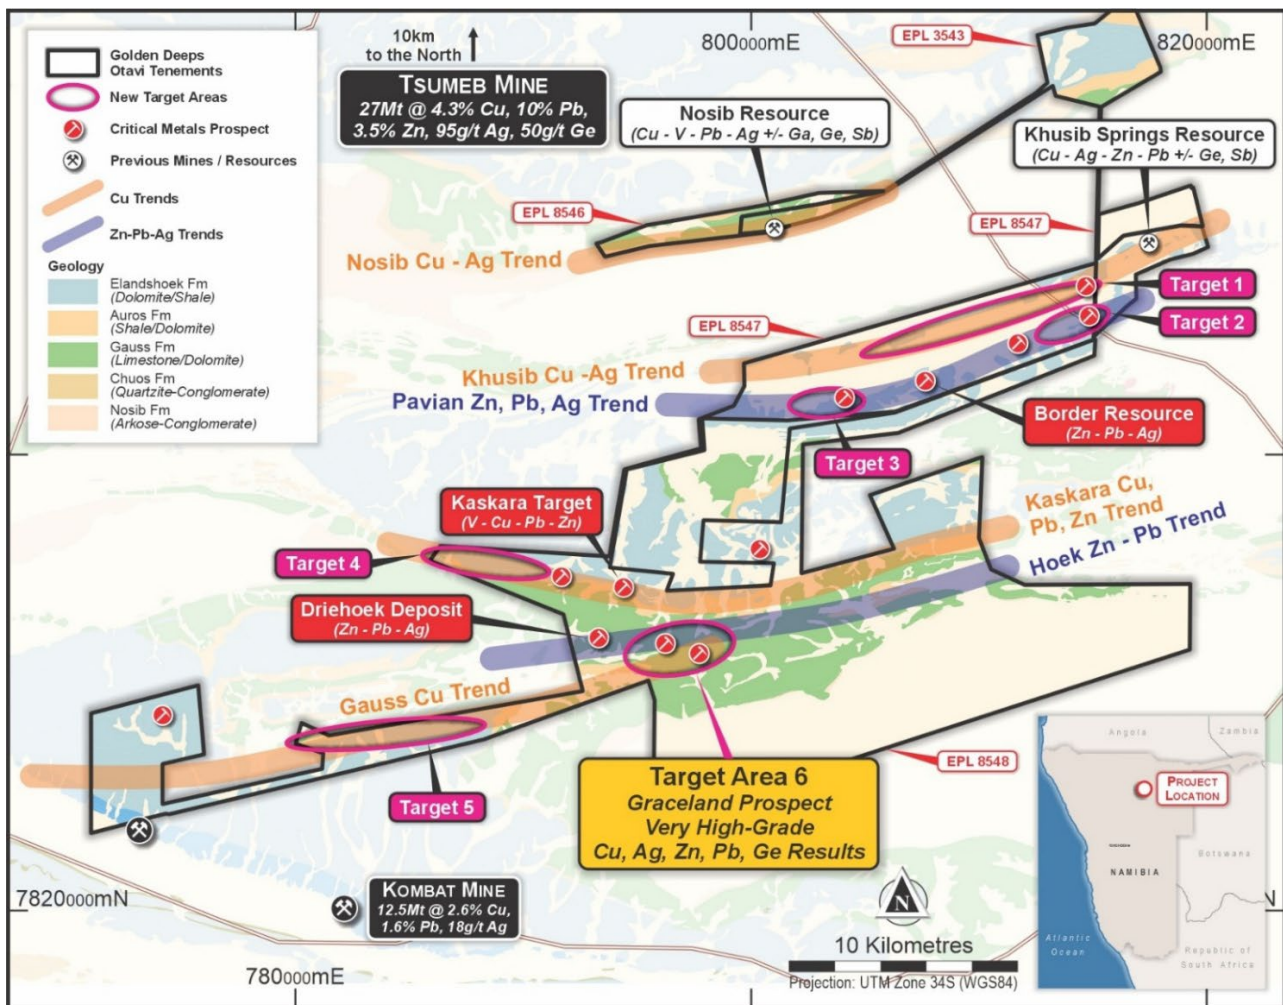 10km
to the North
800000mE
EPL 3543
820000mE
Golden Deeps
Otavi Tenements
New Target Areas
Critical Metals Prospect
Previous Mines / Resources
Cu Trends
Zn-Pb-Ag Trends
Geology
Elandshoek Fm
(Dolomite/Shale)
Auros Fm
(Shale/Dolomite)
Gauss Fm
(Limestone/Dolomite)
Chuos Fm
(Quartzite-Conglomerate)
Nosib Fm
(Arkose-Conglomerate)
TSUMEB MINE
27Mt @ 4.3% Cu, 10% Pb,
3.5% Zn, 95g/t Ag, 50g/t Ge
Nosib Resource
(Cu - V - Pb - Ag +/- Ga, Ge, Sb)
Khusib Springs Resource
(Cu - Ag - Zn - Pb +/- Ge, Sb)
EPL 8546
EPL 8547
Nosib Cu - Ag Trend
Target 1
Target 2
EPL 8547
Khusib Cu -Ag Trend
Pavian Zn, Pb, Ag Trend
Border Resource
(Zn - Pb - Ag)
Target 3
Kaskara Target
(V - Cu - Pb - Zn)
Kaskara Cu,
Pb, Zn Trend
Hoek Zn - Pb Trend
Target 4
Driehoek Deposit
(Zn - Pb - Ag)
Gauss Cu Trend
Target 5
EPL 8548
Target Area 6
Graceland Prospect
Very High-Grade
Cu, Ag, Zn, Pb, Ge Results
Angola
Zambia
PROJECT
LOCATION
Botswana
NAMIBIA
Atlantic
Ocean
Republic of
South Africa
7820000mN
KOMBAT MINE
12.5Mt @ 2.6% Cu,
1.6% Pb, 18g/t Ag
N
N
10 Kilometres
Projection: UTM Zone 34S (WGS84)
780000mE